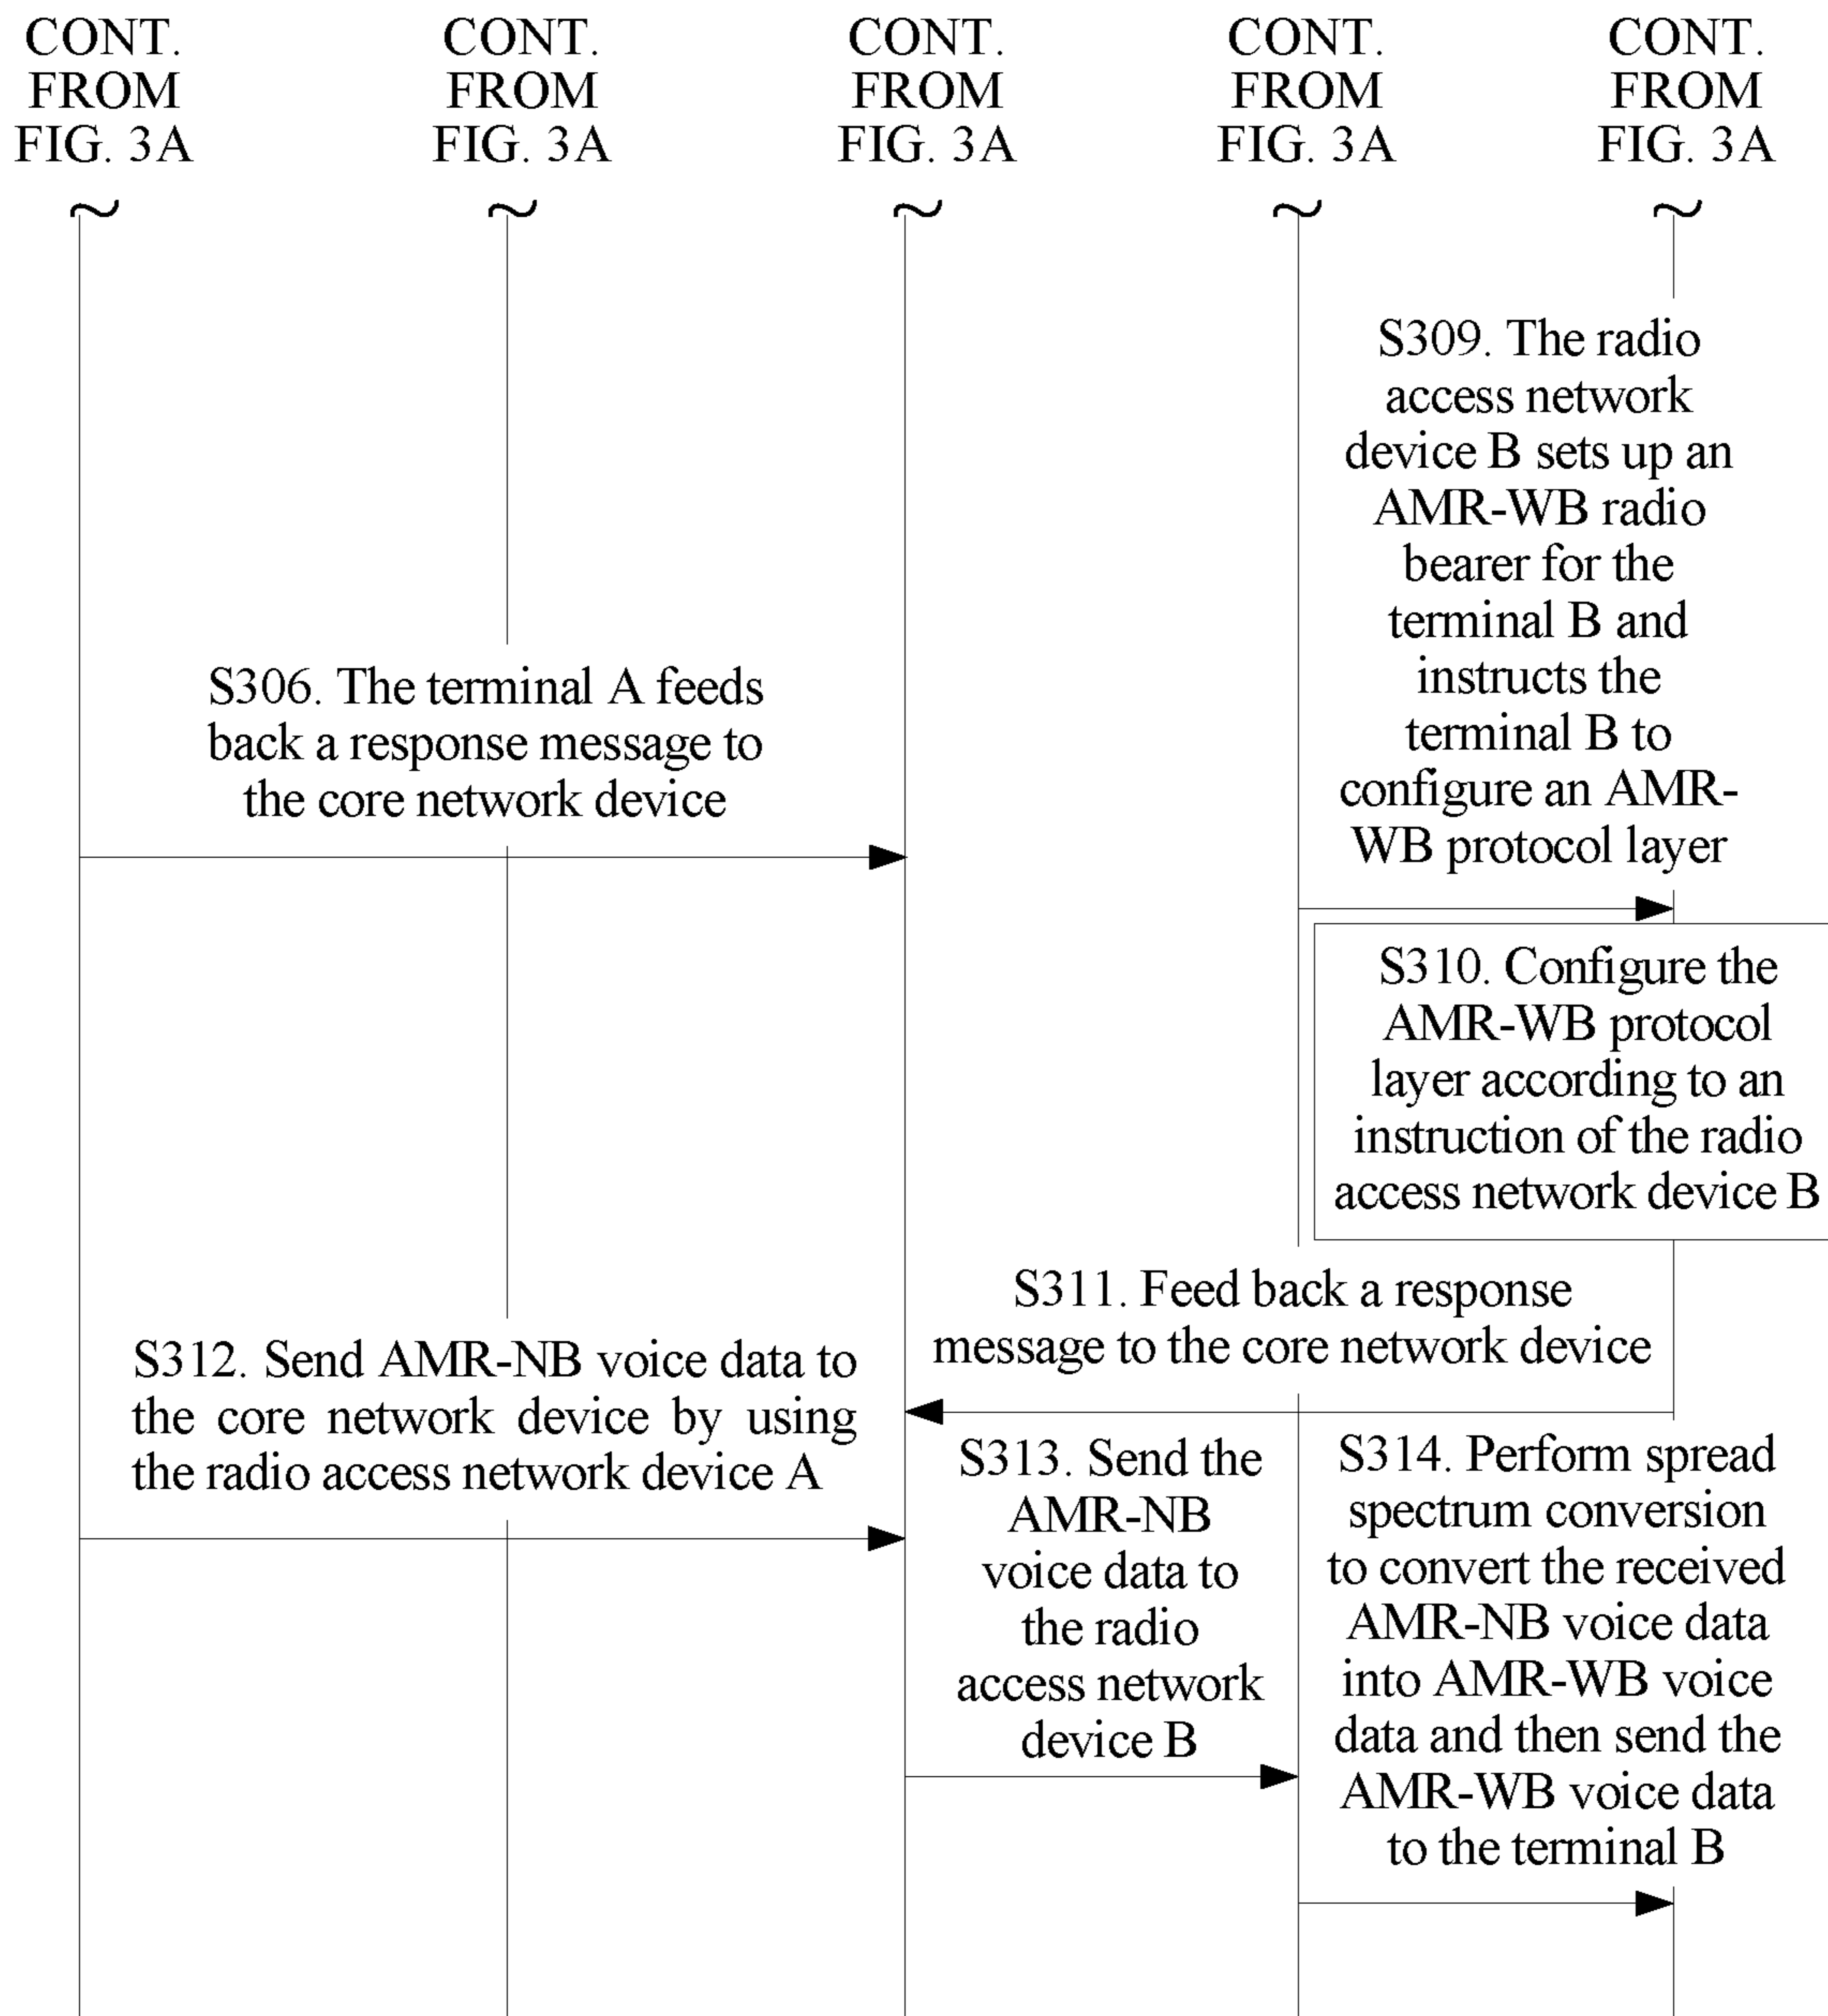 CONT.
FROM
FIG. 3A
CONT.
FROM
FIG. 3A
CONT.
FROM
FIG. 3A
CONT.
FROM
FIG. 3A
CONT.
FROM
FIG. 3A
S309. The radio
access network
device B sets up an
AMR-WB radio
bearer for the
terminal B and
instructs the
terminal B to
configure an AMR-
WB protocol layer
S306. The terminal A feeds
back a response message to
the core network device
S310. Configure the
AMR-WB protocol
layer according to an
instruction of the radio
access network device B
S311. Feed back a response
message to the core network device
S312. Send AMR-NB voice data to
the core network device by using
the radio access network device A
S313. Send the
AMR-NB
voice data to
the radio
access network
device B
S314. Perform spread
spectrum conversion
to convert the received
AMR-NB voice data
into AMR-WB voice
data and then send the
AMR-WB voice data
to the terminal B